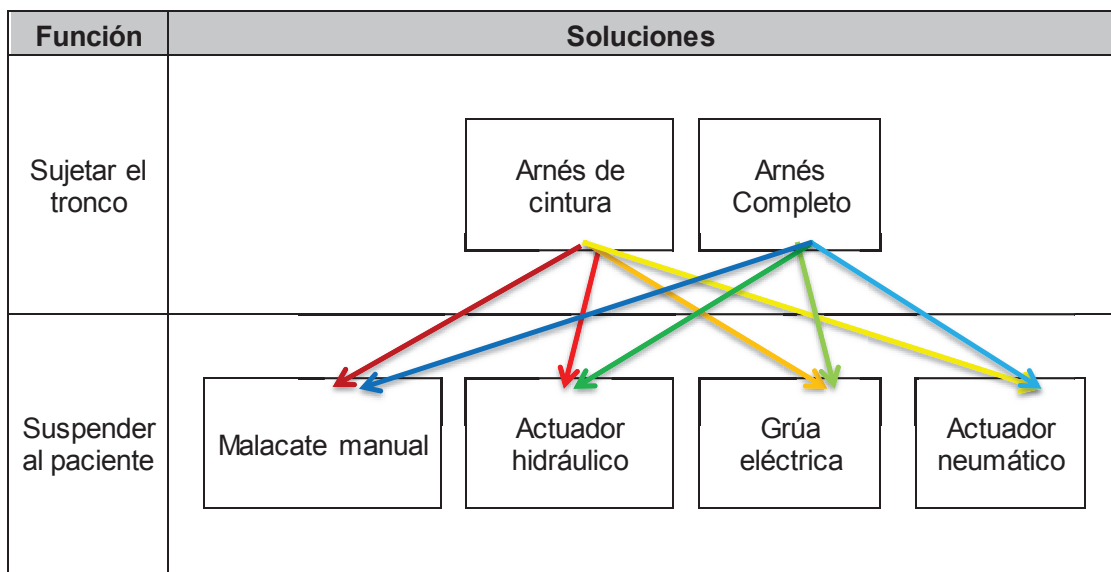 Función
Soluciones
Sujetar el
tronco
Arnés de
cintura
Arnés
Completo
Suspender
al paciente
Malacate manual
Actuador
hidráulico
Grúa
eléctrica
Actuador
neumático